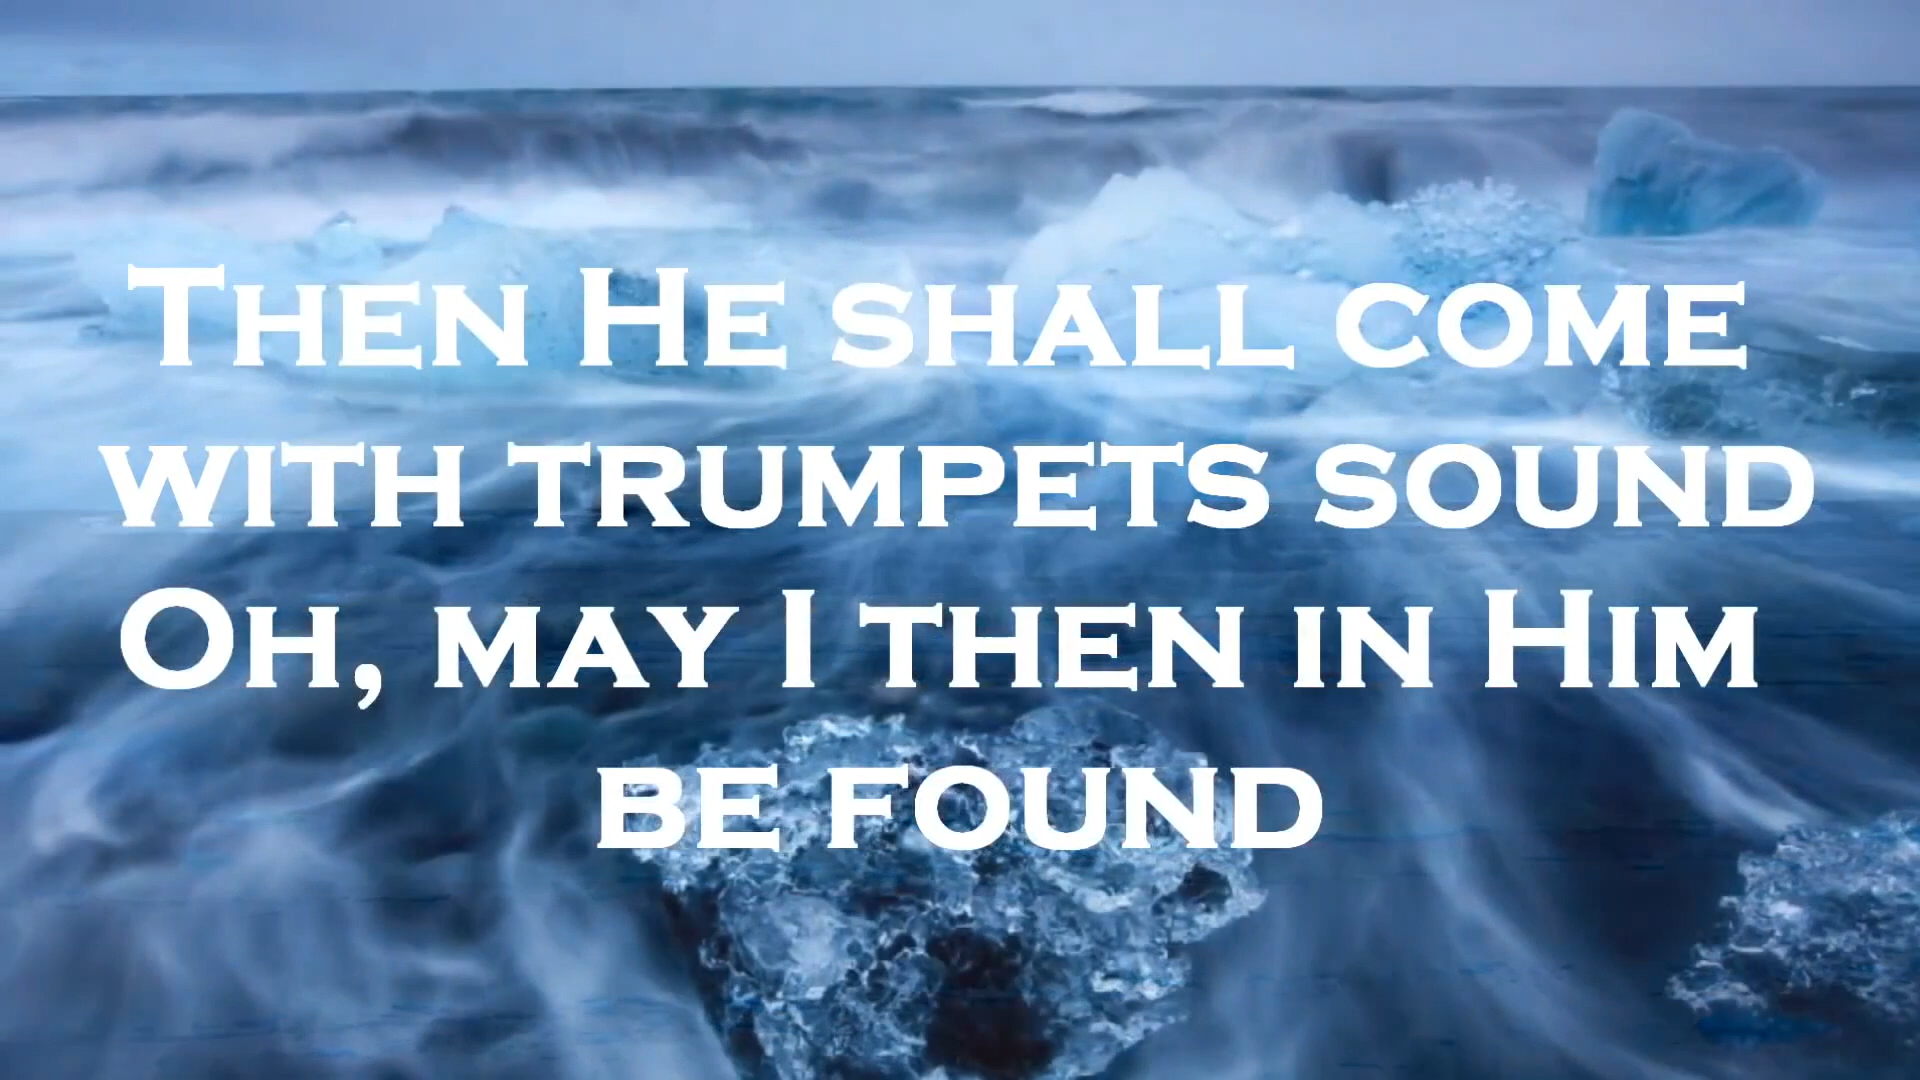 Then He shall come
with trumpets sound
Oh, may I then in Him
be found